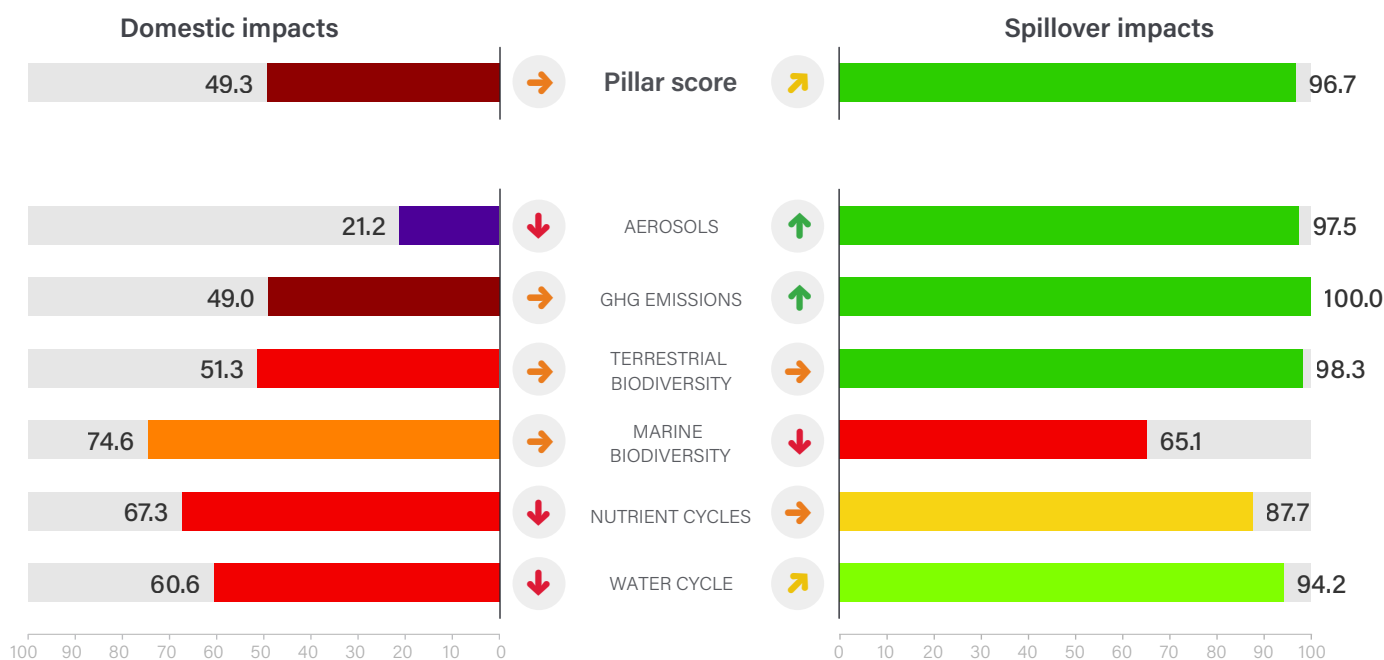 Domestic impacts
Spillover impacts
49.3
Pillar score
96.7
21.2
AEROSOLS
97.5
49.0
GHG EMISSIONS
100.0
51.3
TERRESTRIAL
BIODIVERSITY
98.3
74.6
MARINE
BIODIVERSITY
65.1
67.3
NUTRIENT CYCLES
87.7
60.6
WATER CYCLE
94.2
100 90 80 70 60 50 40 30 20 10 0
0 10 20 30 40 50 60 70 80 90 100